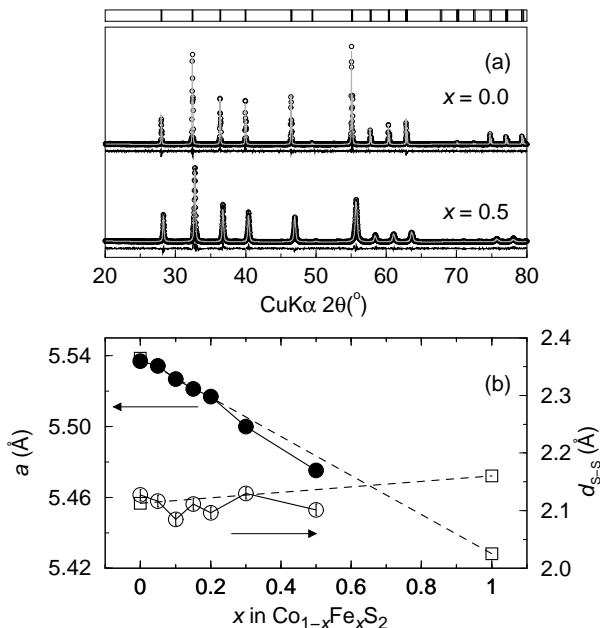 (a)
x = 0.0
x = 0.5
20 30 40 50 60 70 80
CuKα 2θ(°)
(b)
5.54
5.50
5.46
5.42
a (Å)
2.4
2.3
2.2
2.1
2.0
d_S−S (Å)
0 0.2 0.4 0.6 0.8 1
x in Co₁₋ₓFeₓS₂